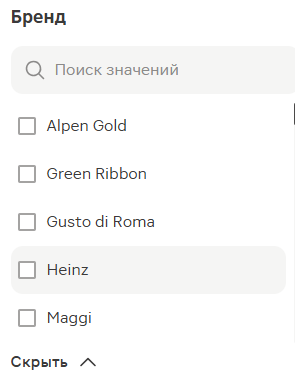 Бренд
Поиск значений
Alpen Gold
Green Ribbon
Gusto di Roma
Heinz
Maggi
Скрыть